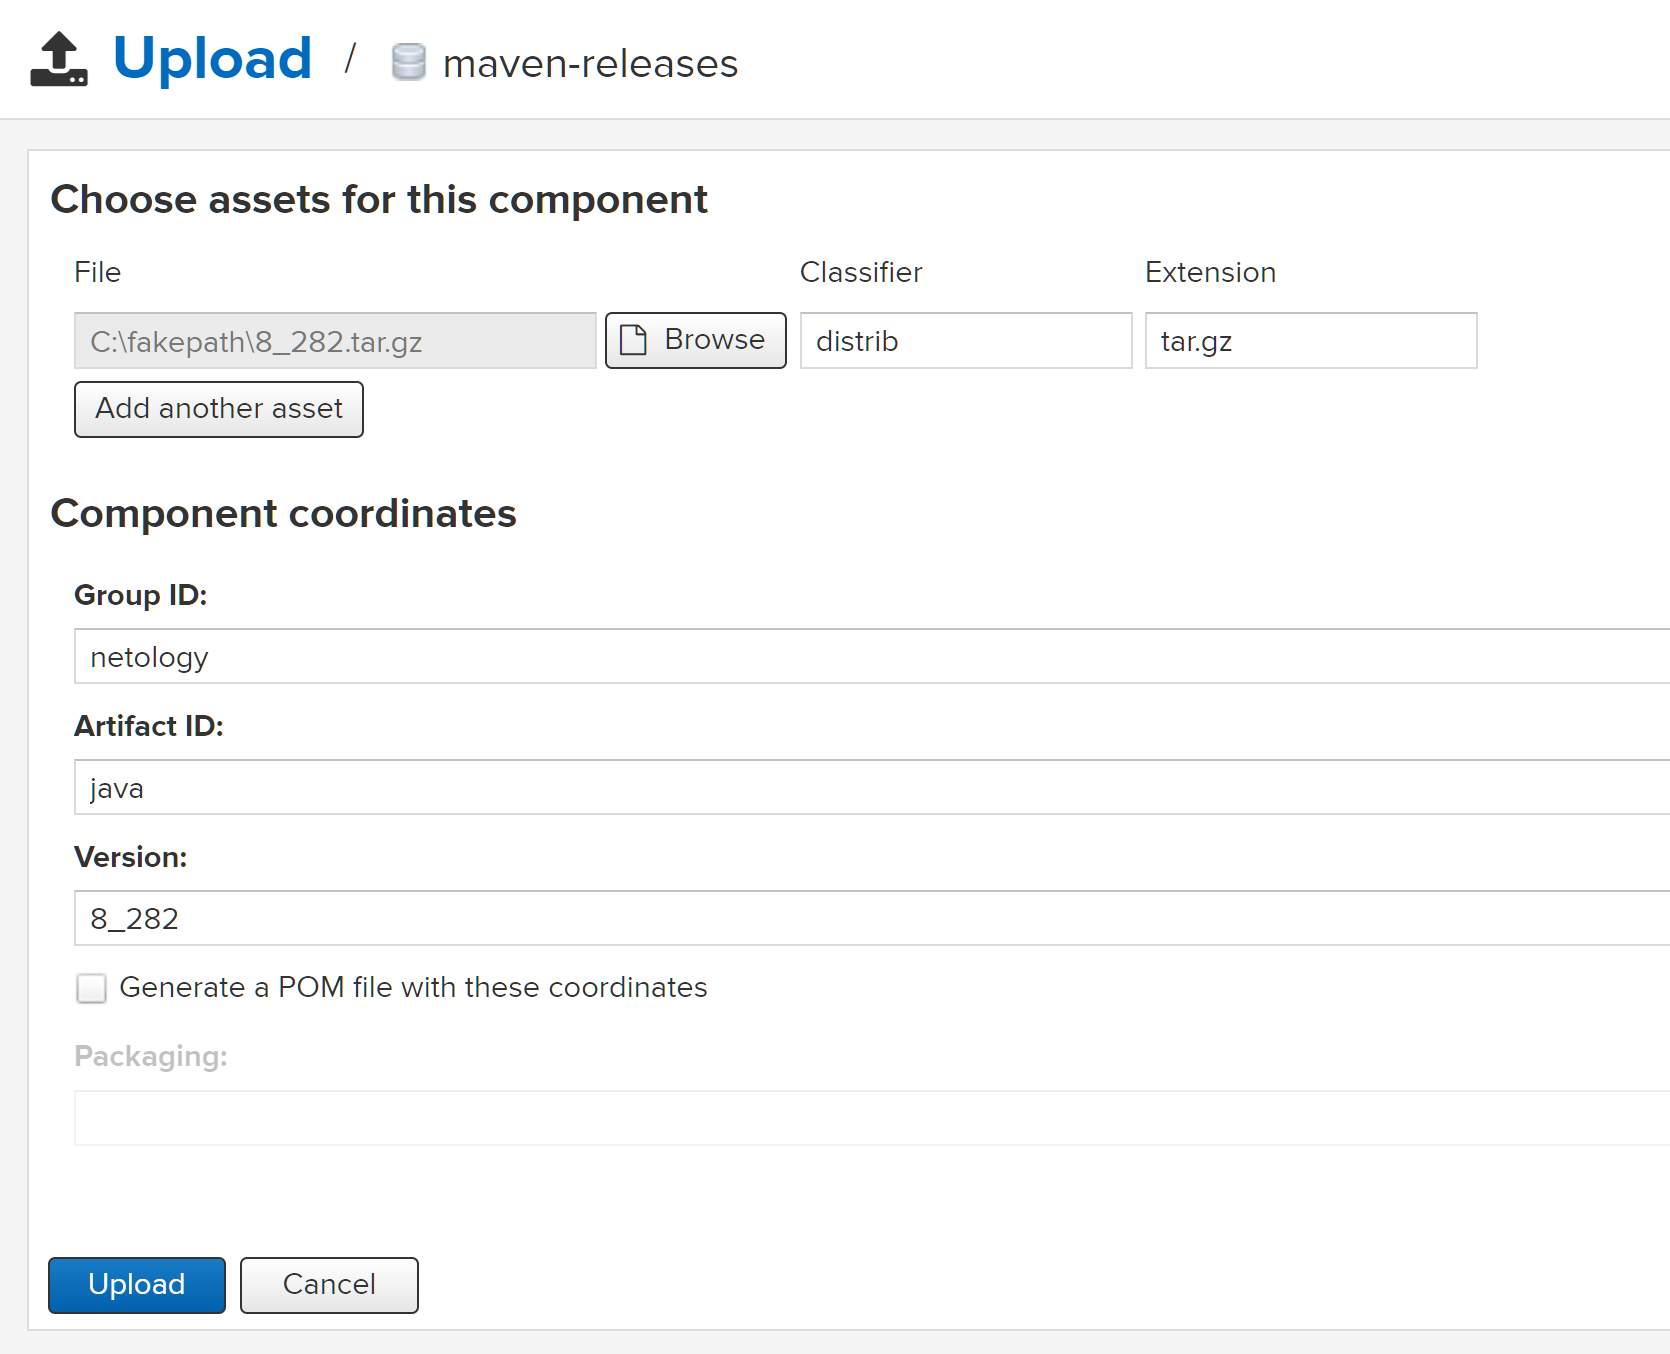 Upload / maven-releases
Choose assets for this component
File Classifier Extension
C:\fakepath\8_282.tar.gz Browse distrib tar.gz
Add another asset
Component coordinates
Group ID:
netology
Artifact ID:
java
Version:
8_282
Generate a POM file with these coordinates
Packaging:
Upload Cancel